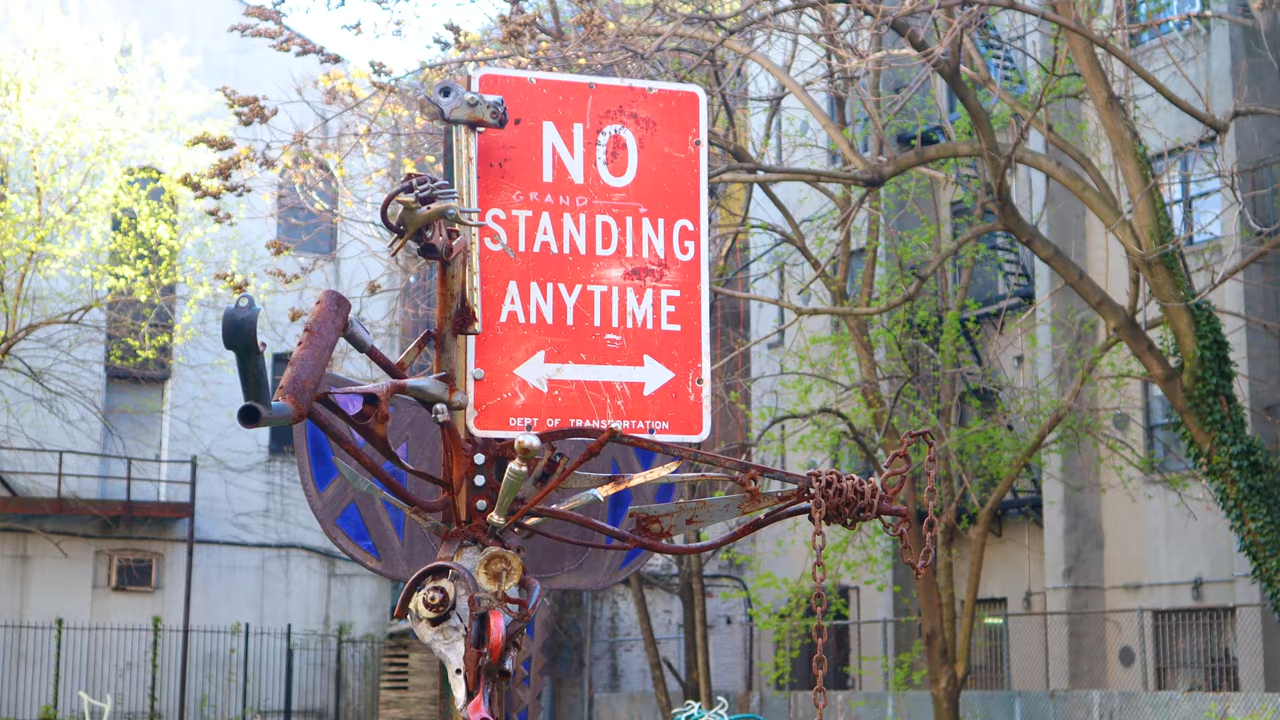 NO
GRAND
STANDING
ANYTIME
DEPT OF TRANSPORTATION